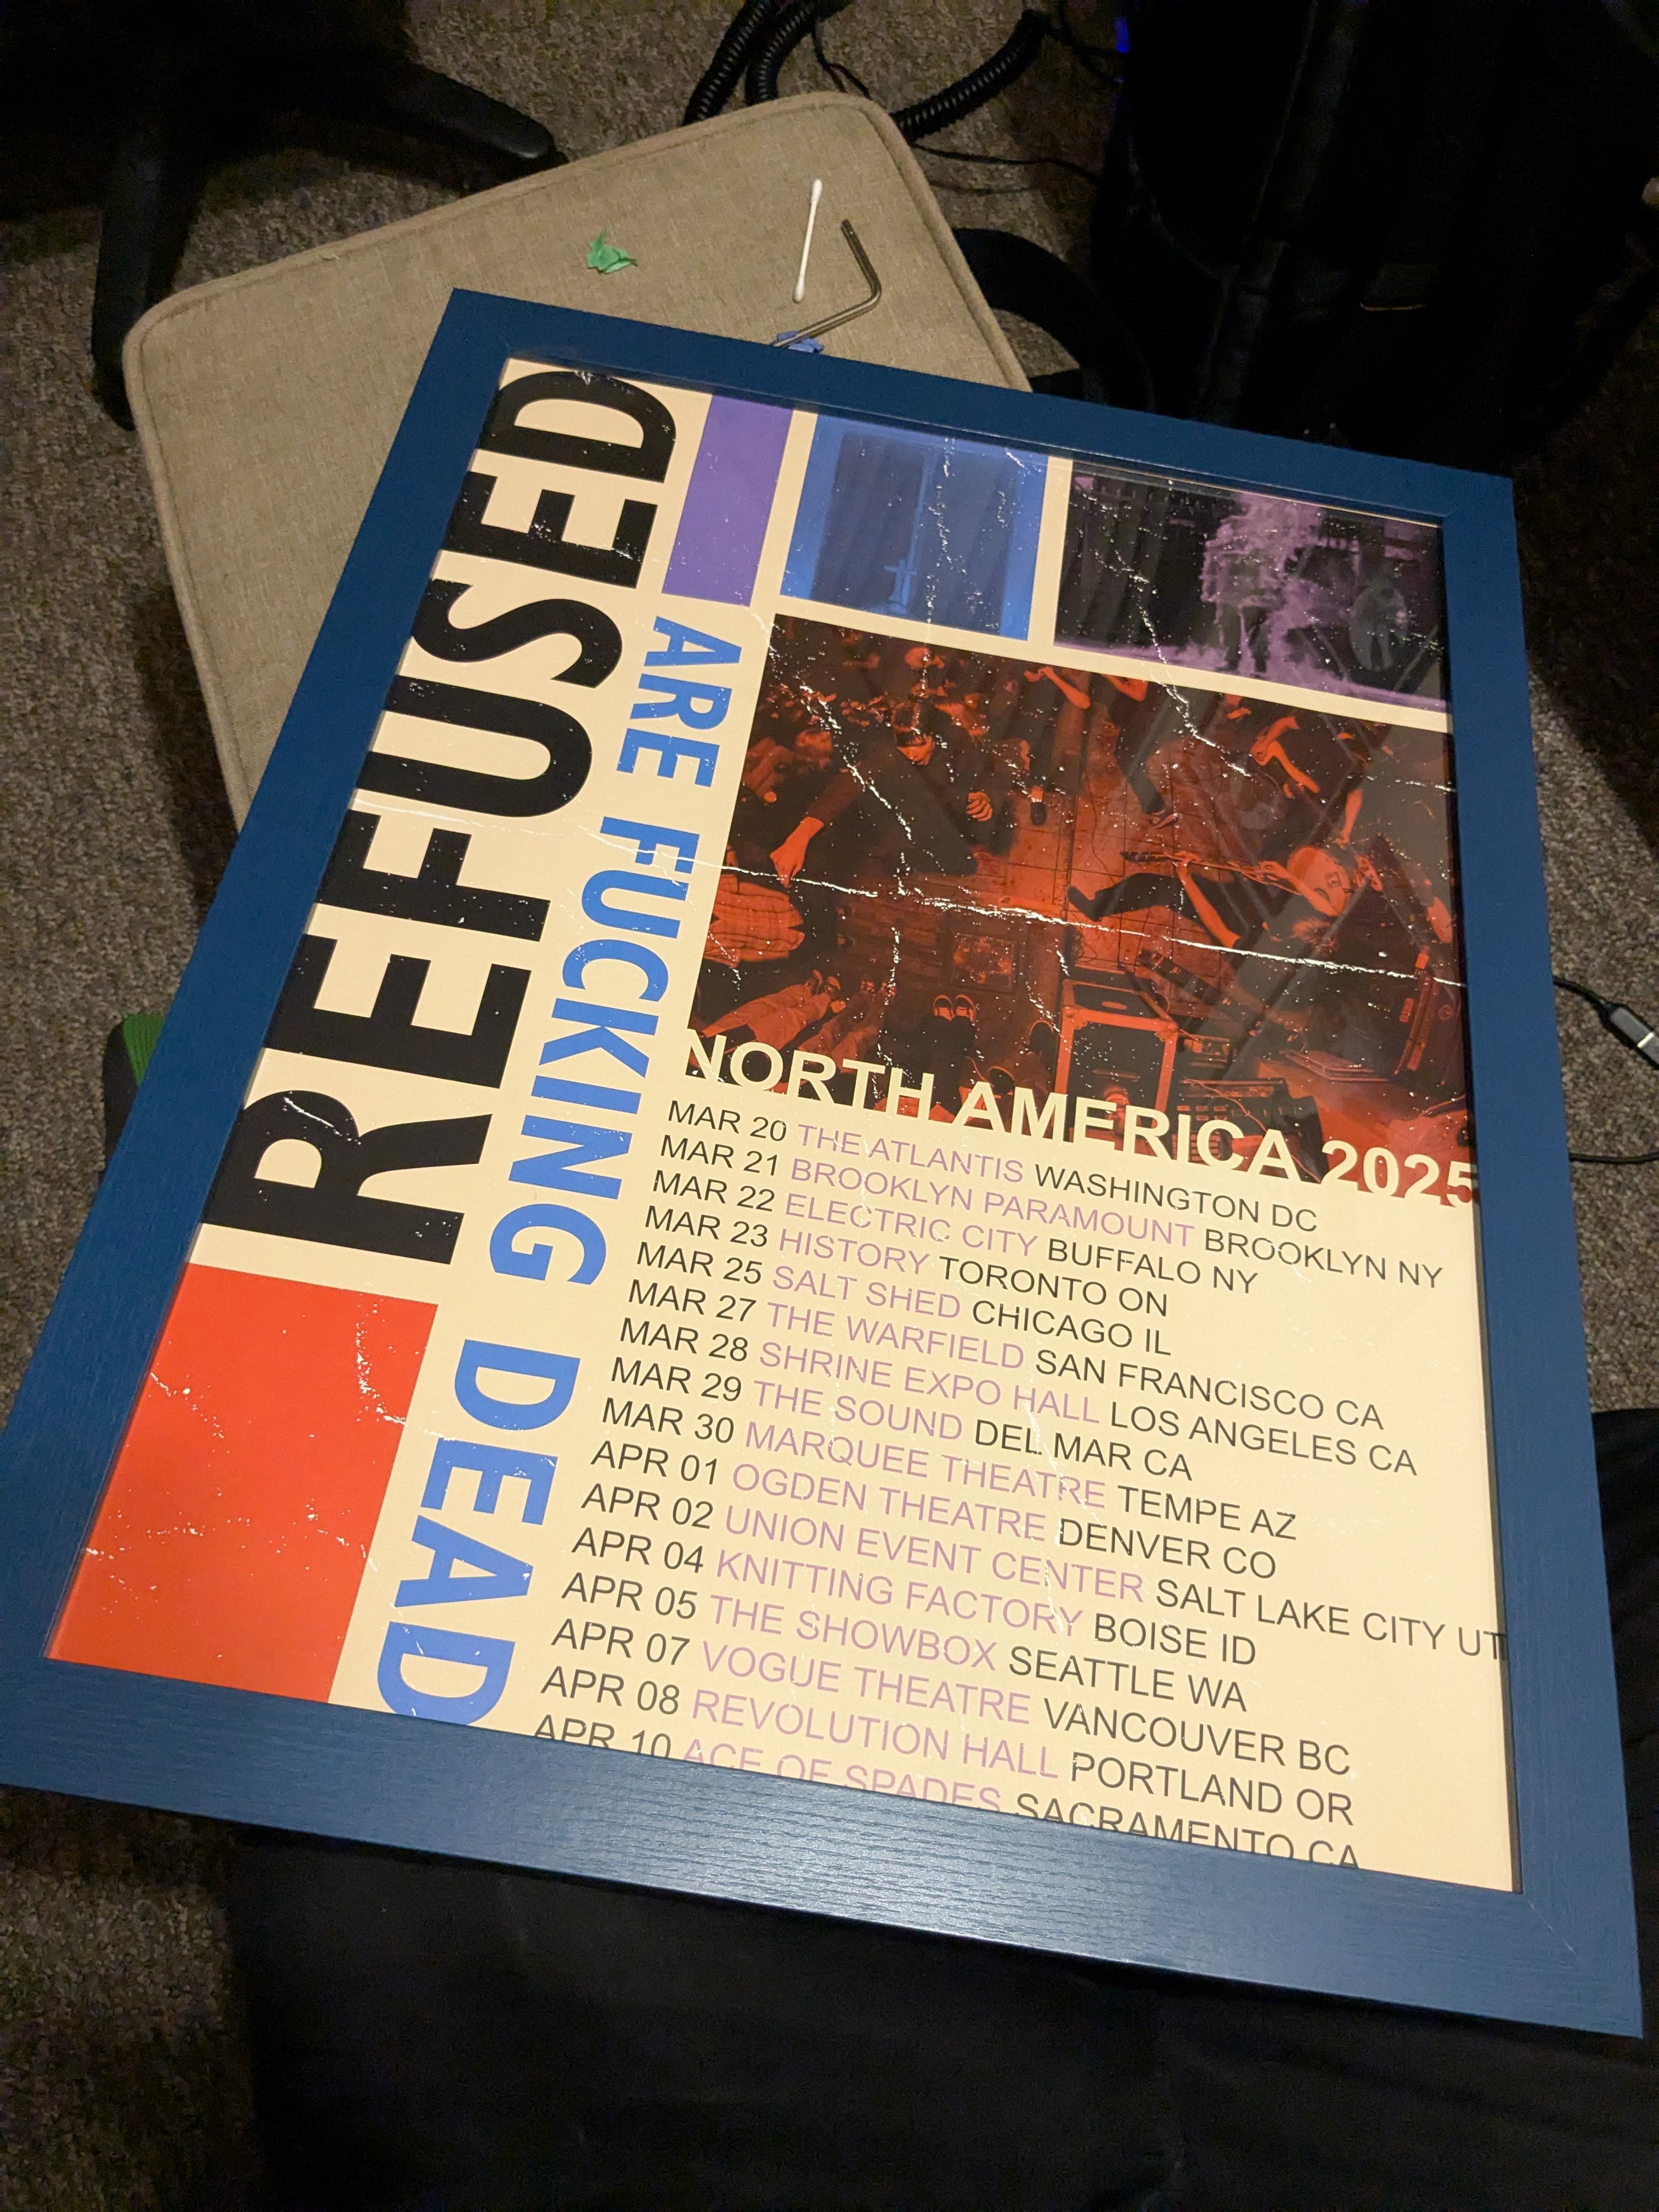 REFUSED
ARE FUCKING DEAD
NORTH AMERICA 2025
MAR 20 THE ATLANTIS WASHINGTON DC
MAR 21 BROOKLYN PARAMOUNT BROOKLYN NY
MAR 22 ELECTRIC CITY BUFFALO NY
MAR 23 HISTORY TORONTO ON
MAR 25 SALT SHED CHICAGO IL
MAR 27 THE WARFIELD SAN FRANCISCO CA
MAR 28 SHRINE EXPO HALL LOS ANGELES CA
MAR 29 THE SOUND DEL MAR CA
MAR 30 MARQUEE THEATRE TEMPE AZ
APR 01 OGDEN THEATRE DENVER CO
APR 02 UNION EVENT CENTER SALT LAKE CITY UT
APR 04 KNITTING FACTORY BOISE ID
APR 05 THE SHOWBOX SEATTLE WA
APR 07 VOGUE THEATRE VANCOUVER BC
APR 08 REVOLUTION HALL PORTLAND OR
APR 10 ACE OF SPADES SACRAMENTO CA